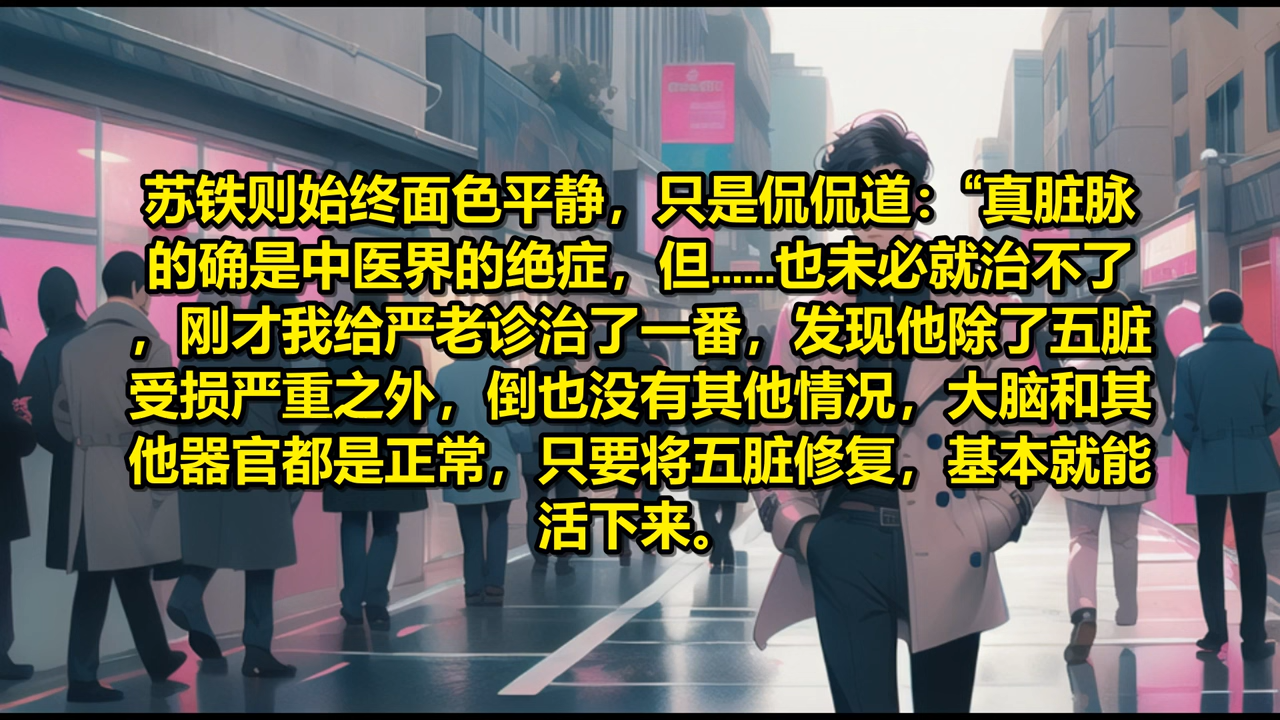 苏铁则始终面色平静，只是侃侃道：“真脏脉
的确是中医界的绝症，但......也未必就治不了
，刚才我给严老诊治了一番，发现他除了五脏
受损严重之外，倒也没有其他情况，大脑和其
他器官都是正常，只要将五脏修复，基本就能
活下来。